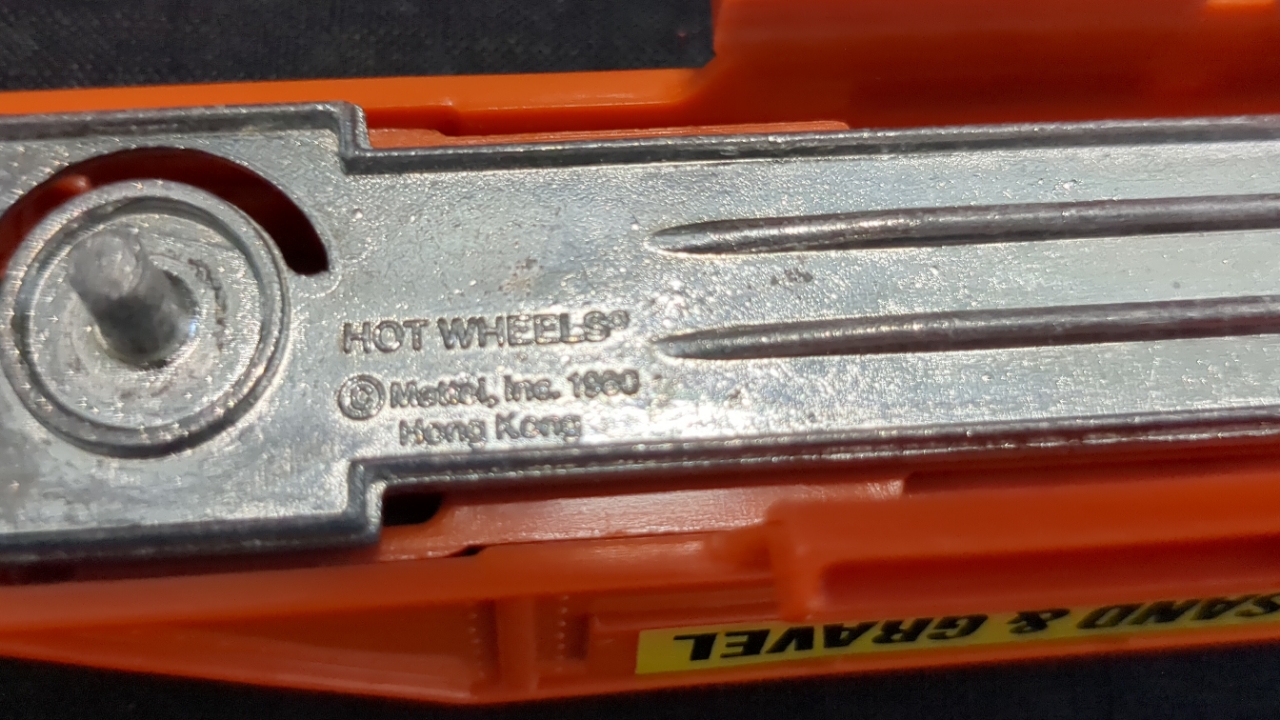 HOT WHEELS®
© Mattel, Inc. 1980
Hong Kong
SAND & GRAVEL